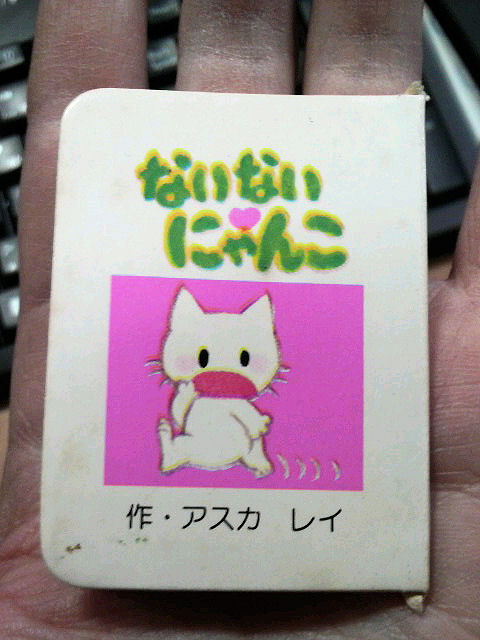 ないない
にゃんこ
作・アスカ　レイ